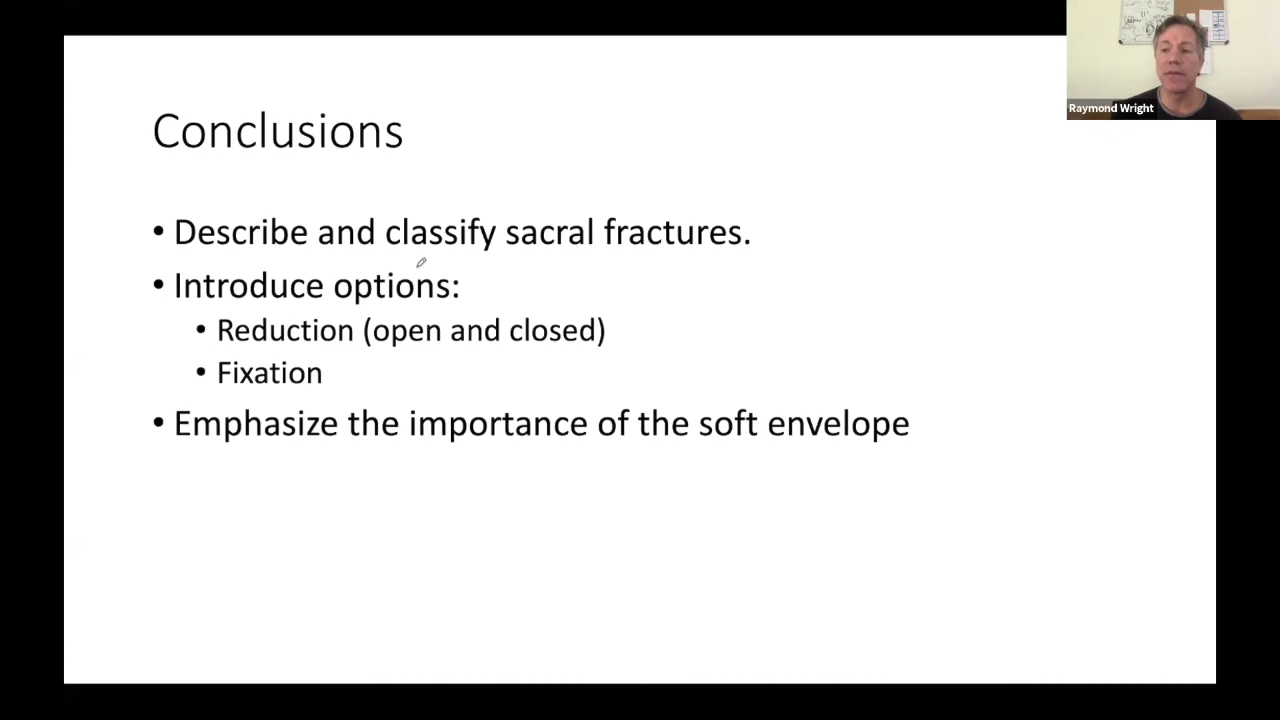 Conclusions
• Describe and classify sacral fractures.
• Introduce options:
• Reduction (open and closed)
• Fixation
• Emphasize the importance of the soft envelope
Raymond Wright